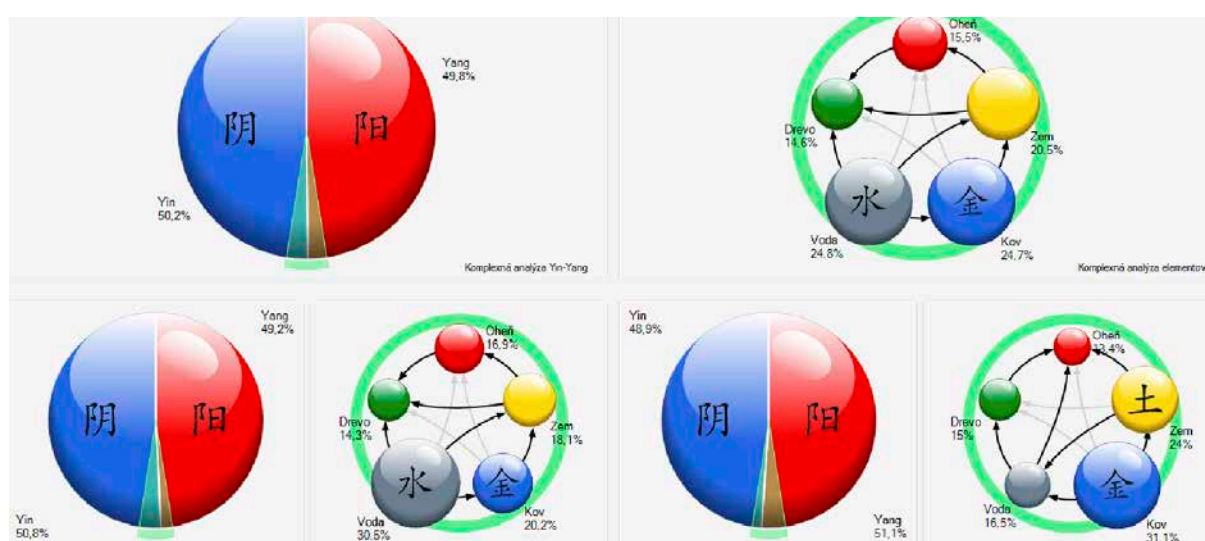 Yang
49,8%
阴
阳
Yin
50,2%
Komplexná analýza Yin-Yang
Oheň
15,5%
Drevo
14,6%
Zem
20,5%
水
金
Voda
24,8%
Kov
24,7%
Komplexná analýza elementov
Yang
49,2%
阴
阳
Yin
50,8%
Oheň
16,9%
Drevo
14,3%
Zem
18,1%
水
金
Voda
30,5%
Kov
20,2%
Yin
48,9%
阴
阳
Yang
51,1%
Oheň
13,4%
土
Drevo
15%
Zem
24%
金
Voda
16,5%
Kov
31,1%